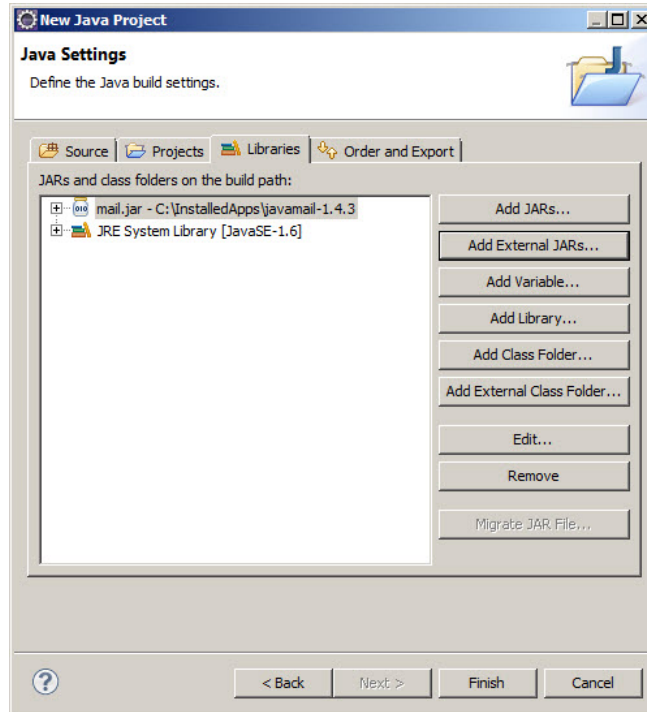 New Java Project
Java Settings
Define the Java build settings.
Source Projects Libraries Order and Export
JARs and class folders on the build path:
mail.jar - C:\InstalledApps\javamail-1.4.3
JRE System Library [JavaSE-1.6]
Add JARs...
Add External JARs...
Add Variable...
Add Library...
Add Class Folder...
Add External Class Folder...
Edit...
Remove
Migrate JAR File...
? < Back Next > Finish Cancel